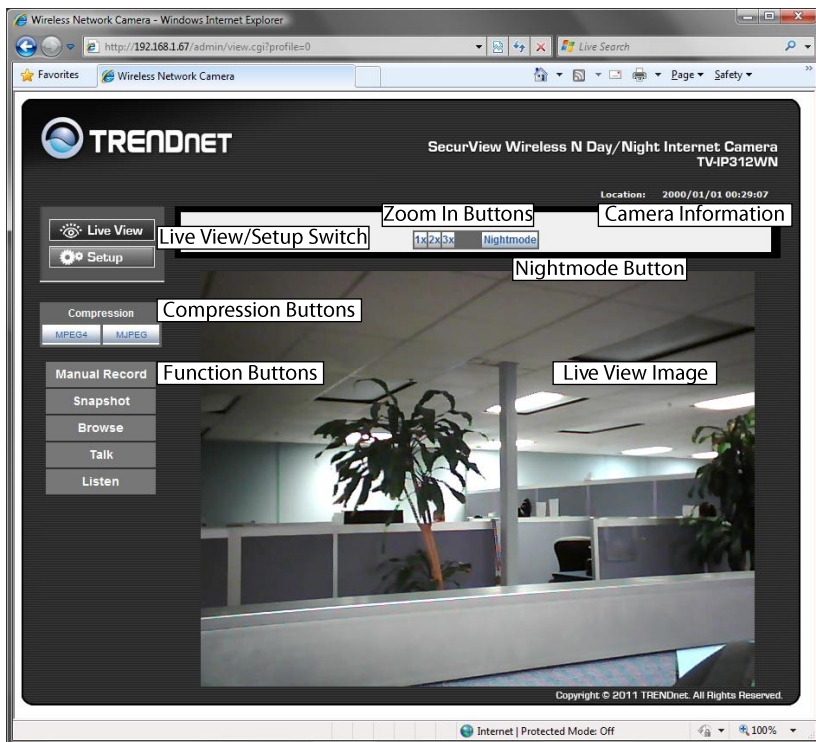 Wireless Network Camera - Windows Internet Explorer
http://192.168.1.67/admin/view.cgi?profile=0
Live Search
Favorites
Wireless Network Camera
Page
Safety
TRENDNET
SecurView Wireless N Day/Night Internet Camera
TV-IP312WN
Location: 2000/01/01 00:29:07
Zoom In Buttons
Camera Information
Live View
Live View/Setup Switch
1x 2x 3x Nightmode
Setup
Nightmode Button
Compression
Compression Buttons
MPEG4 MJPEG
Manual Record
Function Buttons
Live View Image
Snapshot
Browse
Talk
Listen
Copyright © 2011 TRENDnet. All Rights Reserved.
Internet | Protected Mode: Off
100%